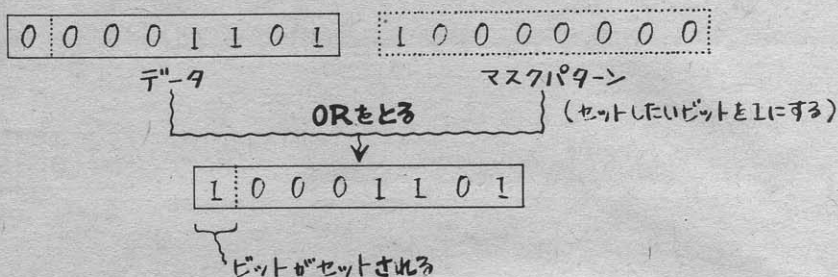 0 0 0 0 1 1 0 1
1 0 0 0 0 0 0 0
データ
マスクパターン
ORをとる
(セットしたいビットを1にする)
1 0 0 0 1 1 0 1
ビットがセットされる